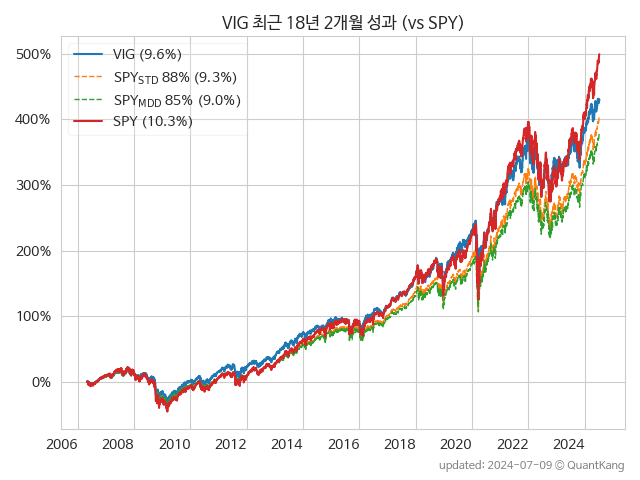 VIG 최근 18년 2개월 성과 (vs SPY)
VIG (9.6%)
SPY_STD 88% (9.3%)
SPY_MDD 85% (9.0%)
SPY (10.3%)
500%
400%
300%
200%
100%
0%
2006 2008 2010 2012 2014 2016 2018 2020 2022 2024
updated: 2024-07-09 © QuantKang